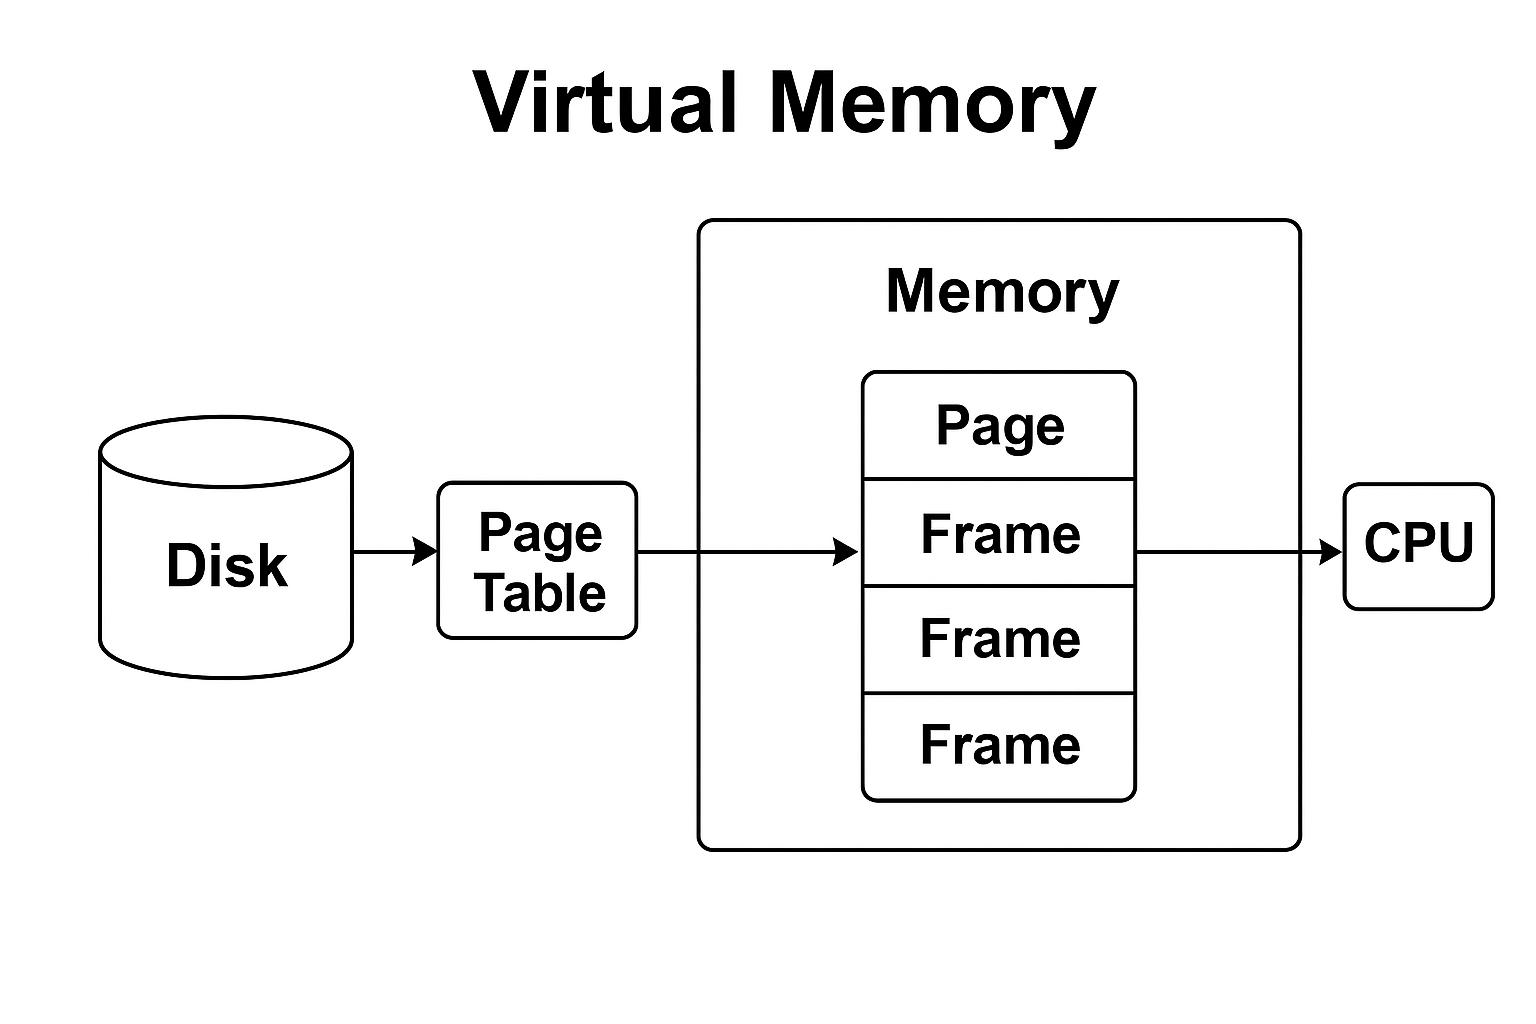 Virtual Memory
Memory
Disk
Page
Table
Page
Frame
Frame
Frame
CPU